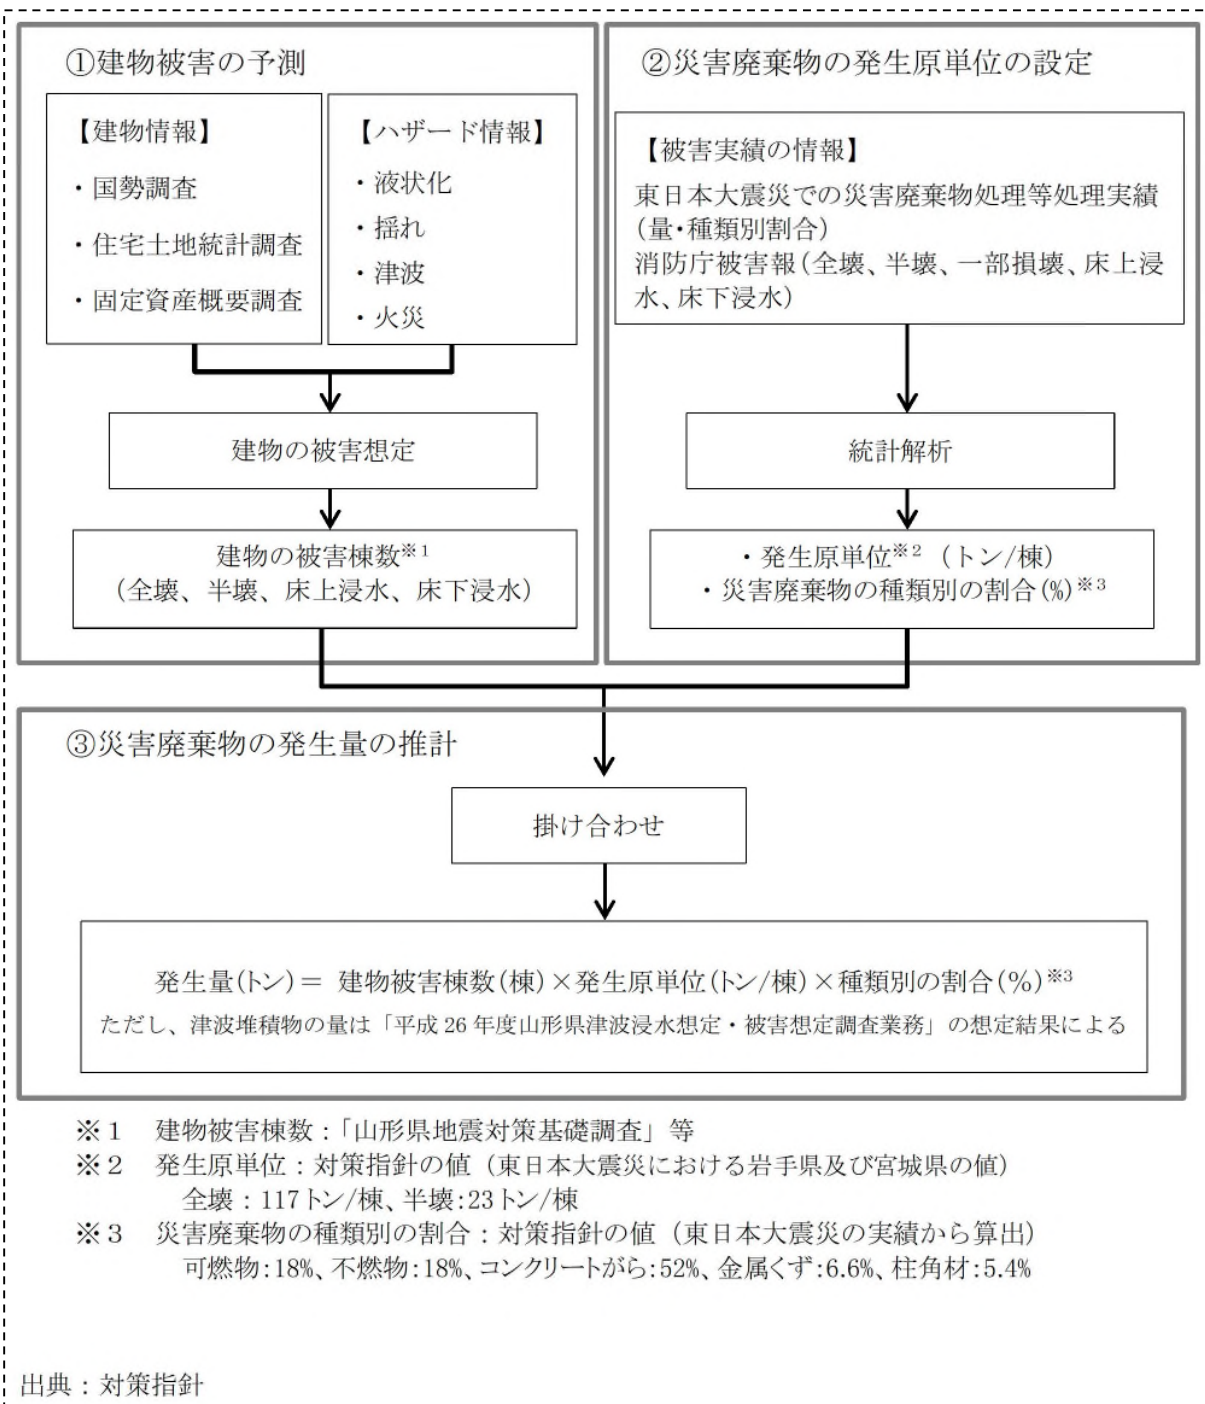 ①建物被害の予測
【建物情報】
・国勢調査
・住宅土地統計調査
・固定資産概要調査
【ハザード情報】
・液状化
・揺れ
・津波
・火災
建物の被害想定
建物の被害棟数※1
(全壊、半壊、床上浸水、床下浸水)
②災害廃棄物の発生原単位の設定
【被害実績の情報】
東日本大震災での災害廃棄物処理等処理実績
(量・種類別割合)
消防庁被害報(全壊、半壊、一部損壊、床上浸
水、床下浸水)
統計解析
・発生原単位※2 (トン/棟)
・災害廃棄物の種類別の割合(%)※3
③災害廃棄物の発生量の推計
掛け合わせ
発生量(トン)＝ 建物被害棟数(棟)×発生原単位(トン/棟)×種類別の割合(%)※3
ただし、津波堆積物の量は「平成 26 年度山形県津波浸水想定・被害想定調査業務」の想定結果による
※１ 建物被害棟数：「山形県地震対策基礎調査」等
※２ 発生原単位：対策指針の値（東日本大震災における岩手県及び宮城県の値）
全壊：117トン/棟、半壊:23トン/棟
※３ 災害廃棄物の種類別の割合：対策指針の値（東日本大震災の実績から算出）
可燃物:18%、不燃物:18%、コンクリートがら:52%、金属くず:6.6%、柱角材:5.4%
出典：対策指針